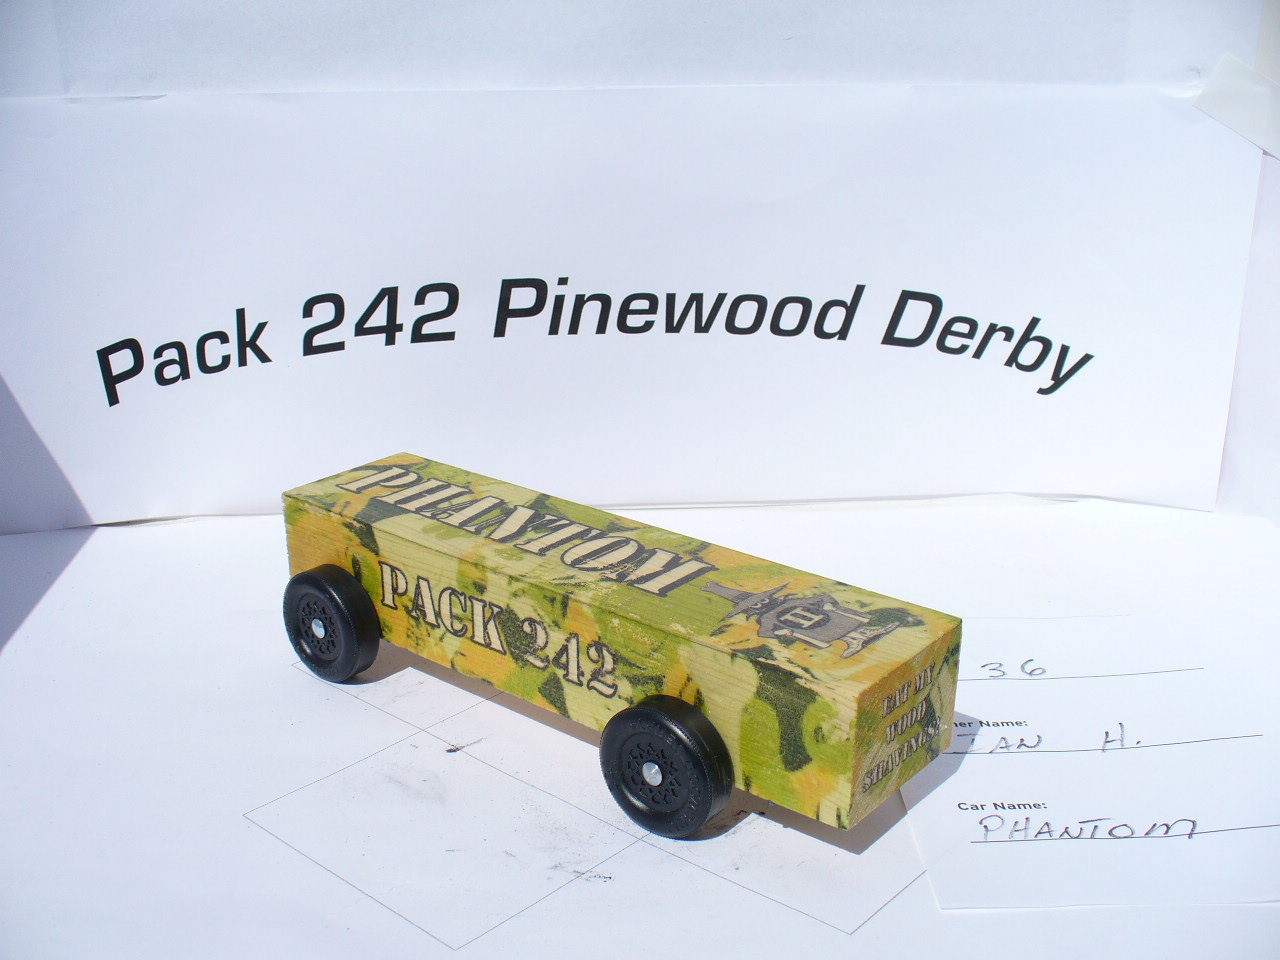 Pack 242 Pinewood Derby
PHANTOM
PACK 242
EAT MY
WOOD
SHAVINGS!
36
ner Name:
IAN H.
Car Name:
PHANTOM